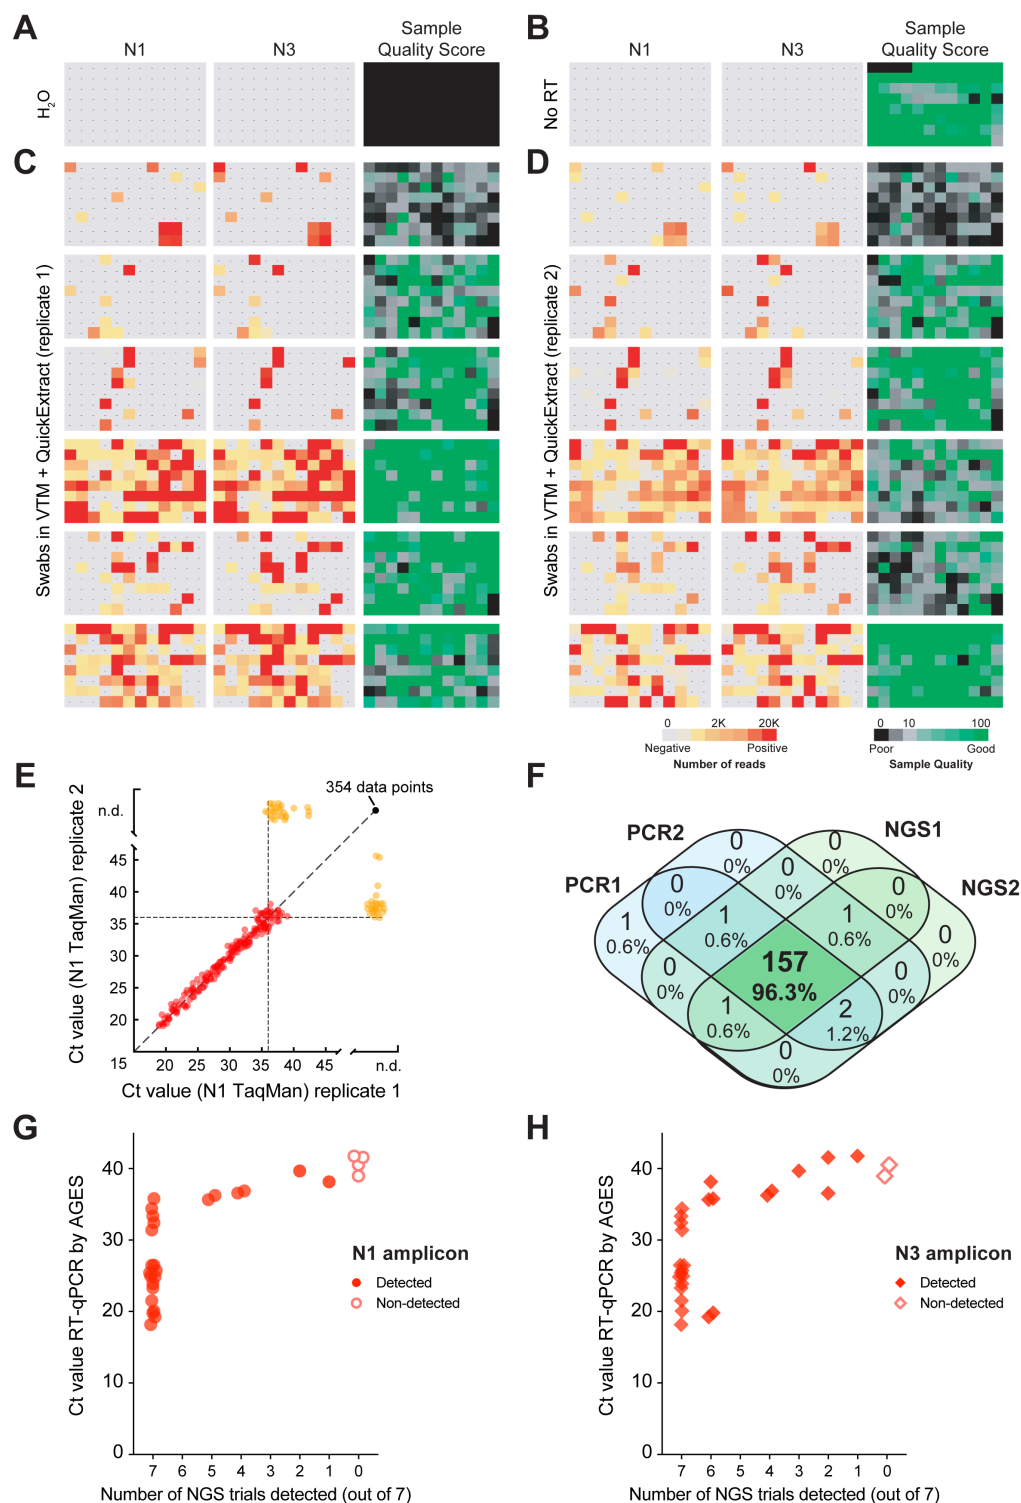 A
B
N1
N3
Sample
Quality Score
N1
N3
Sample
Quality Score
H2O
No RT
C
D
Swabs in VTM + QuickExtract (replicate 1)
Swabs in VTM + QuickExtract (replicate 2)
0 2K 20K
Negative Positive
Number of reads
0 10 100
Poor Good
Sample Quality
E
354 data points
n.d.
45
40
35
30
25
20
15
20 25 30 35 40 45 n.d.
Ct value (N1 TaqMan) replicate 2
Ct value (N1 TaqMan) replicate 1
F
PCR2
NGS1
PCR1
NGS2
0
0%
0
0%
0
0%
0
0%
0
0%
1
0.6%
1
0.6%
1
0.6%
0
0%
157
96.3%
0
0%
0
0%
1
0.6%
2
1.2%
0
0%
G
Ct value RT-qPCR by AGES
40
30
20
10
0
7 6 5 4 3 2 1 0
Number of NGS trials detected (out of 7)
N1 amplicon
Detected
Non-detected
H
Ct value RT-qPCR by AGES
40
30
20
10
0
7 6 5 4 3 2 1 0
Number of NGS trials detected (out of 7)
N3 amplicon
Detected
Non-detected